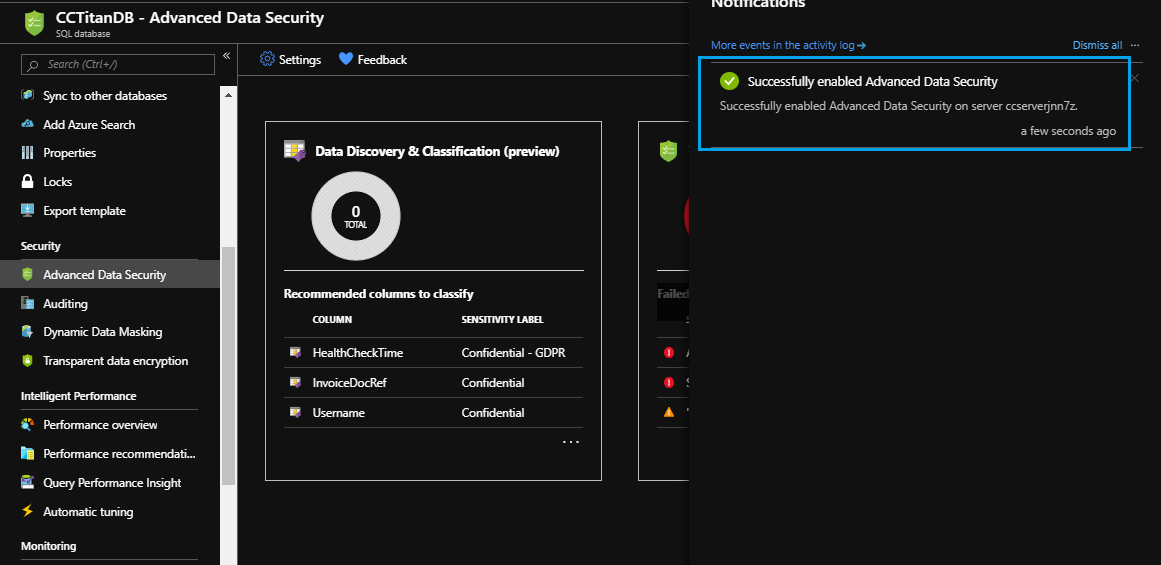 CCTitanDB - Advanced Data Security
SQL database
Search (Ctrl+/)
Sync to other databases
Add Azure Search
Properties
Locks
Export template
Security
Advanced Data Security
Auditing
Dynamic Data Masking
Transparent data encryption
Intelligent Performance
Performance overview
Performance recommendati...
Query Performance Insight
Automatic tuning
Monitoring
Settings
Feedback
Data Discovery & Classification (preview)
0
TOTAL
Recommended columns to classify
COLUMN SENSITIVITY LABEL
HealthCheckTime Confidential - GDPR
InvoiceDocRef Confidential
Username Confidential
...
Failed
Notifications
More events in the activity log
Dismiss all ...
Successfully enabled Advanced Data Security
Successfully enabled Advanced Data Security on server ccserverjnn7z.
a few seconds ago